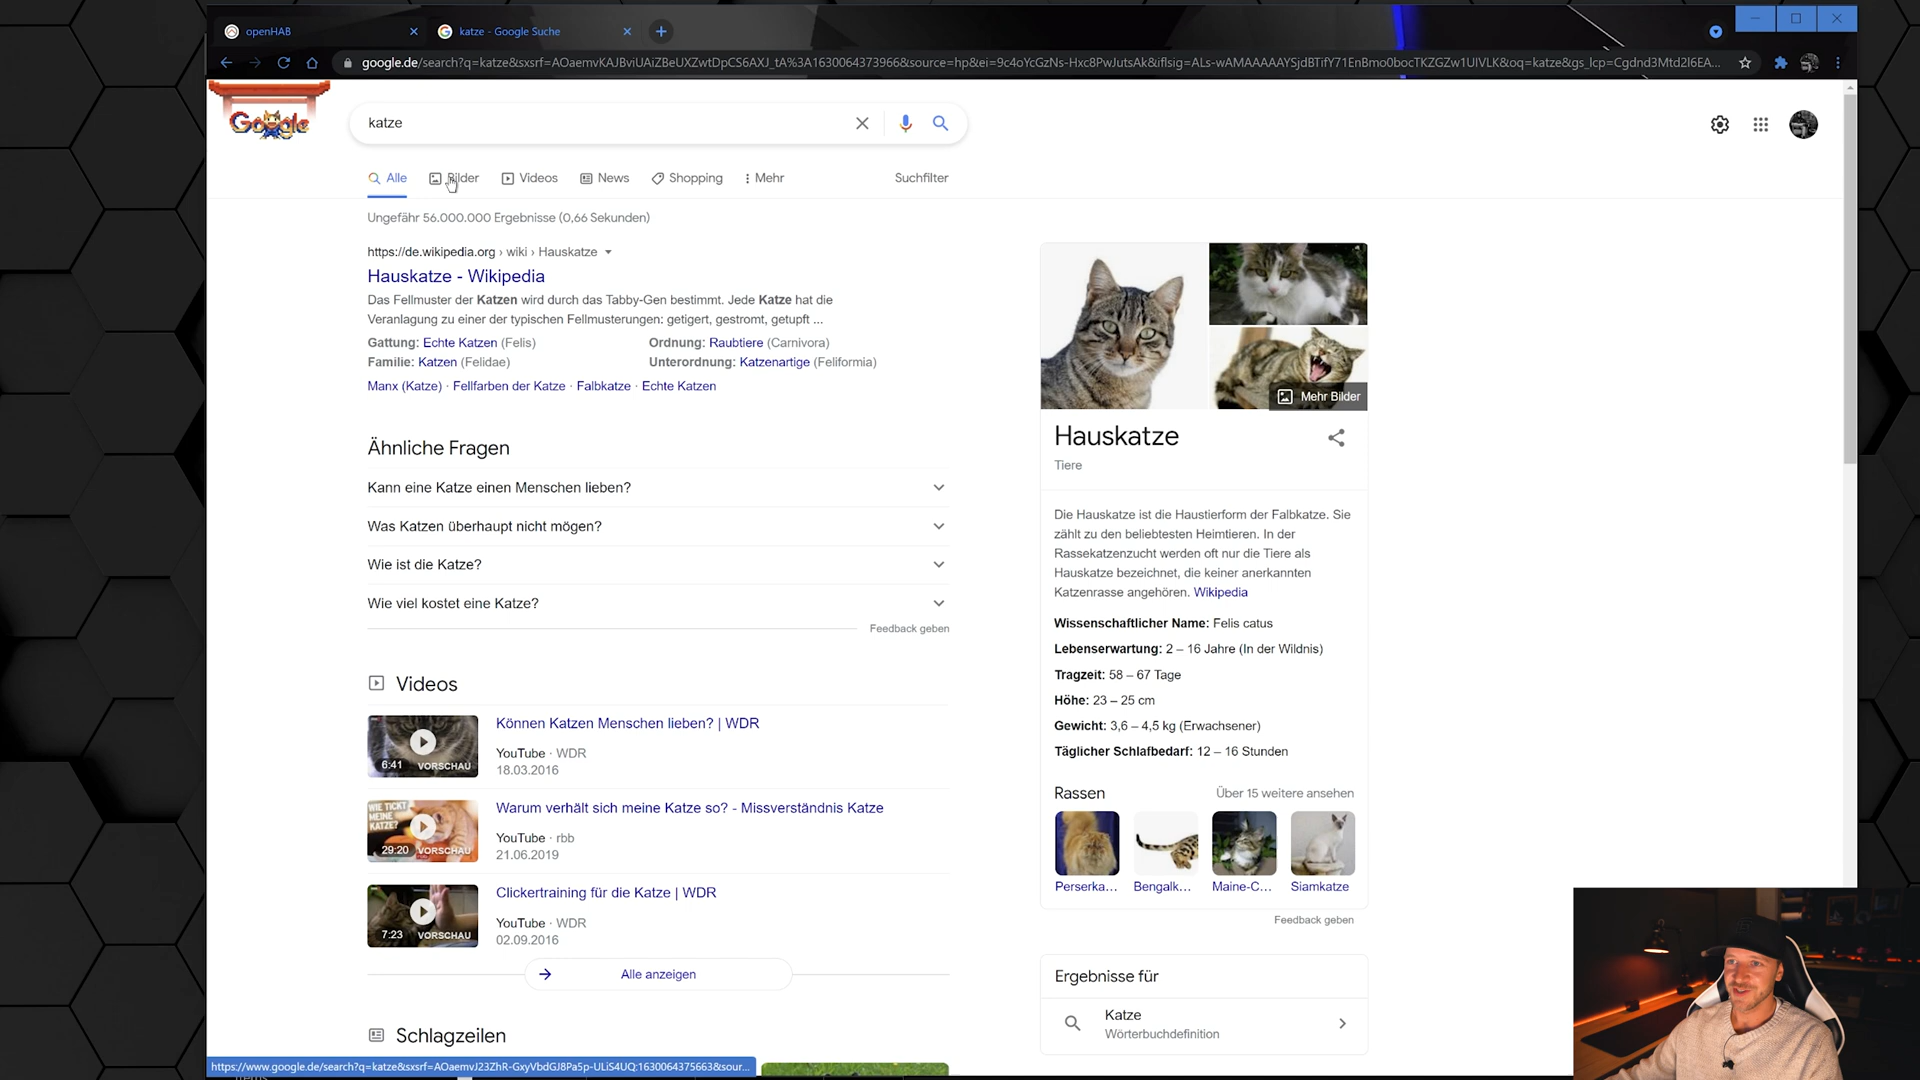 openHAB
katze - Google Suche
google.de/search?q=katze&sxsrf=AOaemvKAJBviUAiZBeUXZwtDpCS6AXJ_tA%3A1630064373966&source=hp&ei=9c4oYcGzNs-Hxc8PwJutsAk&iflsig=ALs-wAMAAAAAYSjdBTifY71EnBmo0bocTKZGZw1UIVLK&oq=katze&gs_lcp=Cgdnd3Mtd2l6EA...
Google
katze
Alle Bilder Videos News Shopping Mehr Suchfilter
Ungefähr 56.000.000 Ergebnisse (0,66 Sekunden)
https://de.wikipedia.org › wiki › Hauskatze
Hauskatze - Wikipedia
Das Fellmuster der Katzen wird durch das Tabby-Gen bestimmt. Jede Katze hat die
Veranlagung zu einer der typischen Fellmusterungen: getigert, gestromt, getupft ...
Gattung: Echte Katzen (Felis) Ordnung: Raubtiere (Carnivora)
Familie: Katzen (Felidae) Unterordnung: Katzenartige (Feliformia)
Manx (Katze) · Fellfarben der Katze · Falbkatze · Echte Katzen
Ähnliche Fragen
Kann eine Katze einen Menschen lieben?
Was Katzen überhaupt nicht mögen?
Wie ist die Katze?
Wie viel kostet eine Katze?
Feedback geben
Videos
6:41 VORSCHAU
Können Katzen Menschen lieben? | WDR
YouTube · WDR
18.03.2016
WIE TICKT
MEINE
KATZE?
29:20 VORSCHAU
Warum verhält sich meine Katze so? - Missverständnis Katze
YouTube · rbb
21.06.2019
7:23 VORSCHAU
Clickertraining für die Katze | WDR
YouTube · WDR
02.09.2016
Alle anzeigen
Schlagzeilen
https://www.google.de/search?q=katze&sxsrf=AOaemvJ23ZhR-GxyVbdGJ8Pa5p-ULiS4UQ:1630064375663&sour...
Mehr Bilder
Hauskatze
Tiere
Die Hauskatze ist die Haustierform der Falbkatze. Sie
zählt zu den beliebtesten Heimtieren. In der
Rassekatzenzucht werden oft nur die Tiere als
Hauskatze bezeichnet, die keiner anerkannten
Katzenrasse angehören. Wikipedia
Wissenschaftlicher Name: Felis catus
Lebenserwartung: 2 – 16 Jahre (In der Wildnis)
Tragzeit: 58 – 67 Tage
Höhe: 23 – 25 cm
Gewicht: 3,6 – 4,5 kg (Erwachsener)
Täglicher Schlafbedarf: 12 – 16 Stunden
Rassen Über 15 weitere ansehen
Perserka... Bengalk... Maine-C... Siamkatze
Feedback geben
Ergebnisse für
Katze
Wörterbuchdefinition